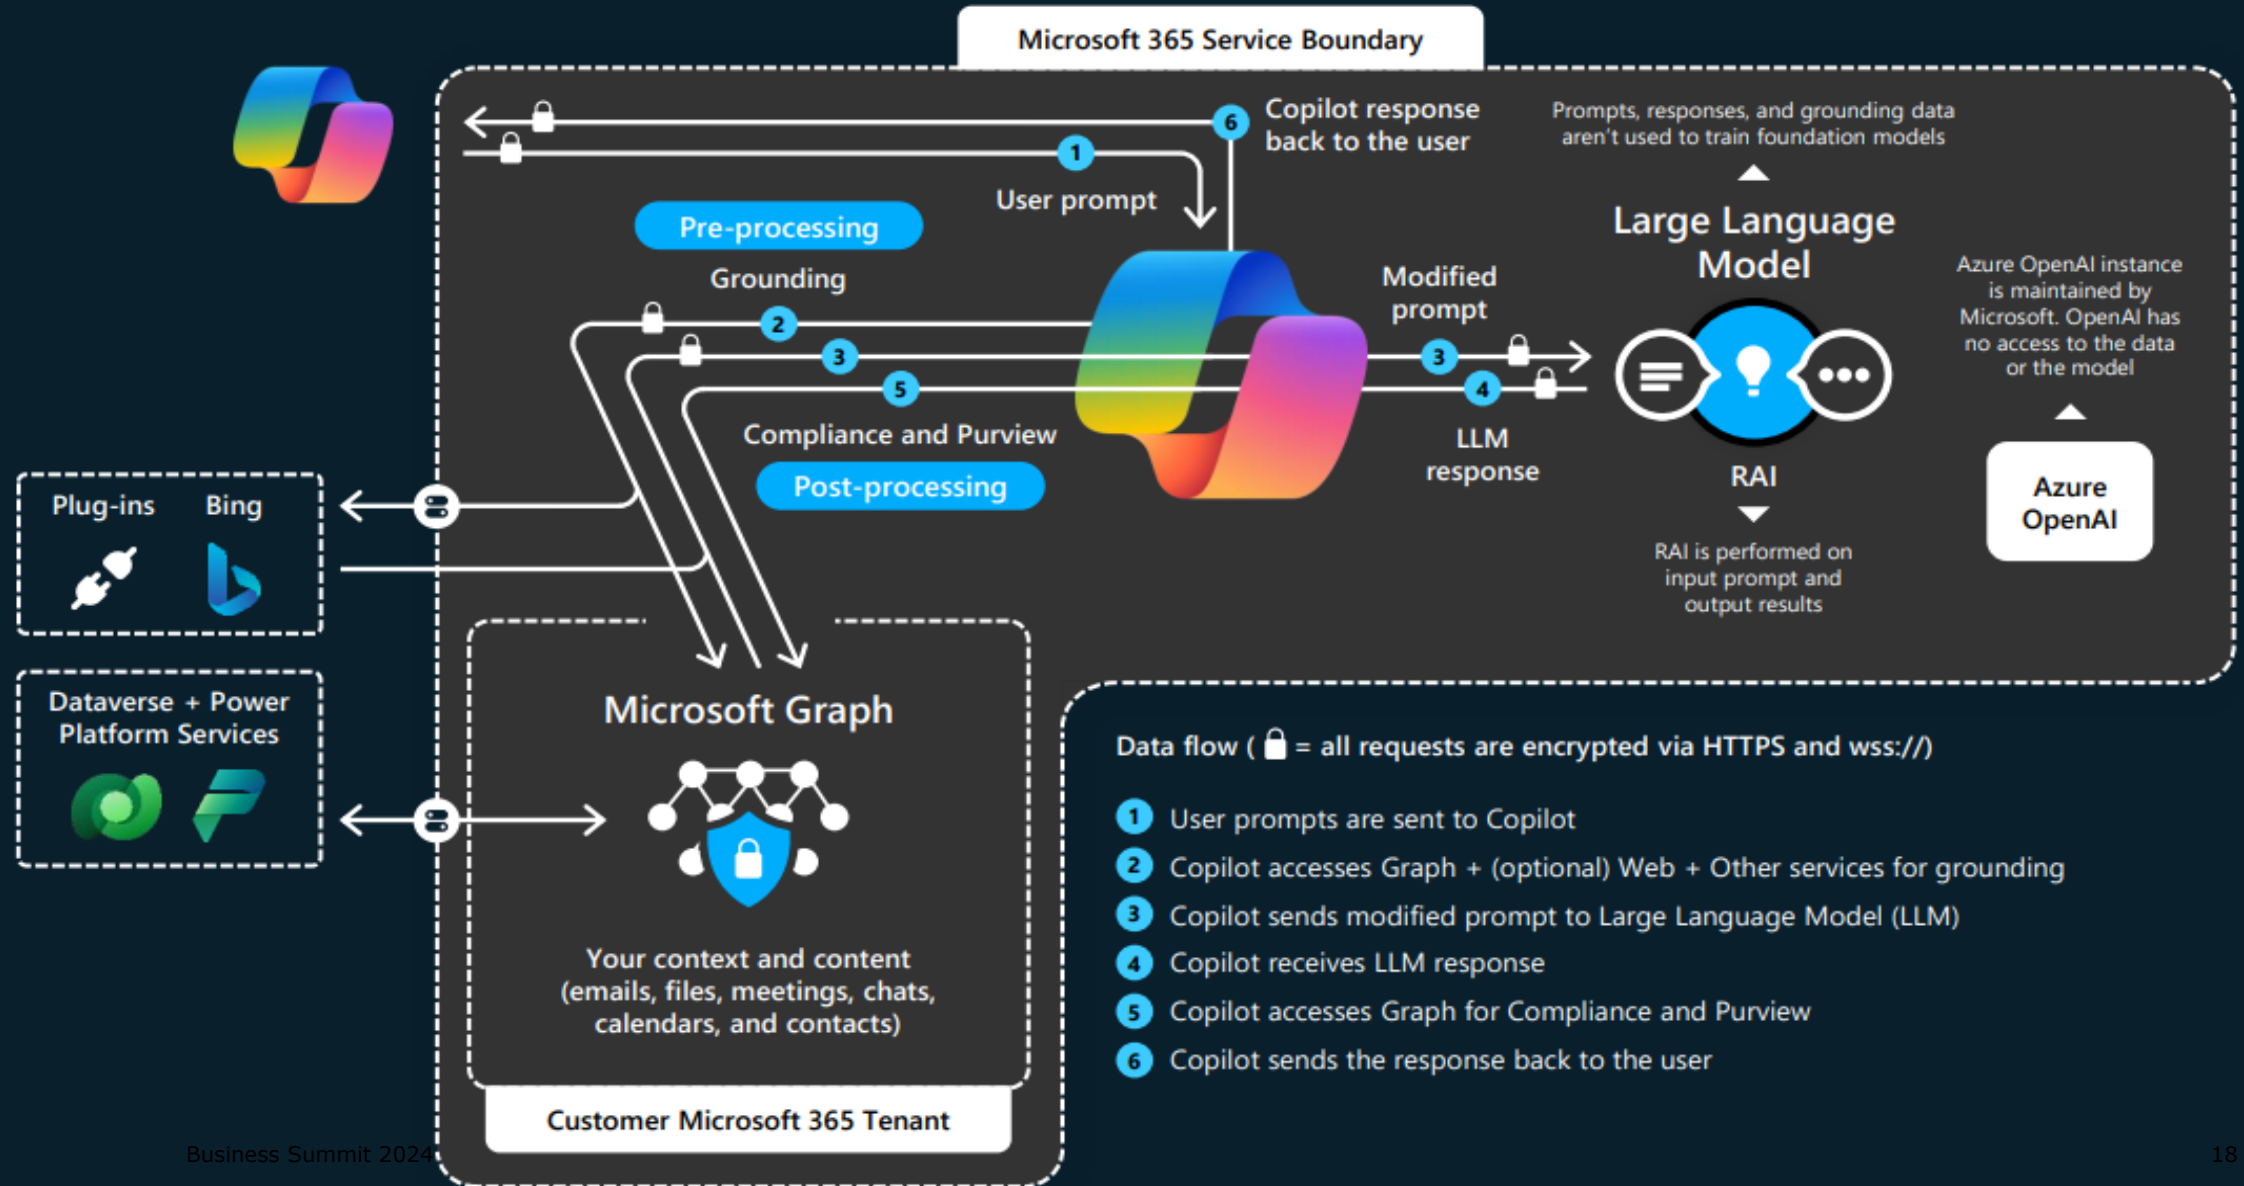 Microsoft 365 Service Boundary
6
Copilot response
back to the user
1
User prompt
Prompts, responses, and grounding data
aren't used to train foundation models
Pre-processing
Grounding
2
3
5
Compliance and Purview
Post-processing
Modified
prompt
3
4
LLM
response
Large Language
Model
RAI
RAI is performed on
input prompt and
output results
Azure OpenAI instance
is maintained by
Microsoft. OpenAI has
no access to the data
or the model
Azure
OpenAI
Plug-ins
Bing
Dataverse + Power
Platform Services
Microsoft Graph
Your context and content
(emails, files, meetings, chats,
calendars, and contacts)
Customer Microsoft 365 Tenant
Data flow ( = all requests are encrypted via HTTPS and wss://)
1 User prompts are sent to Copilot
2 Copilot accesses Graph + (optional) Web + Other services for grounding
3 Copilot sends modified prompt to Large Language Model (LLM)
4 Copilot receives LLM response
5 Copilot accesses Graph for Compliance and Purview
6 Copilot sends the response back to the user
Business Summit 2024
18